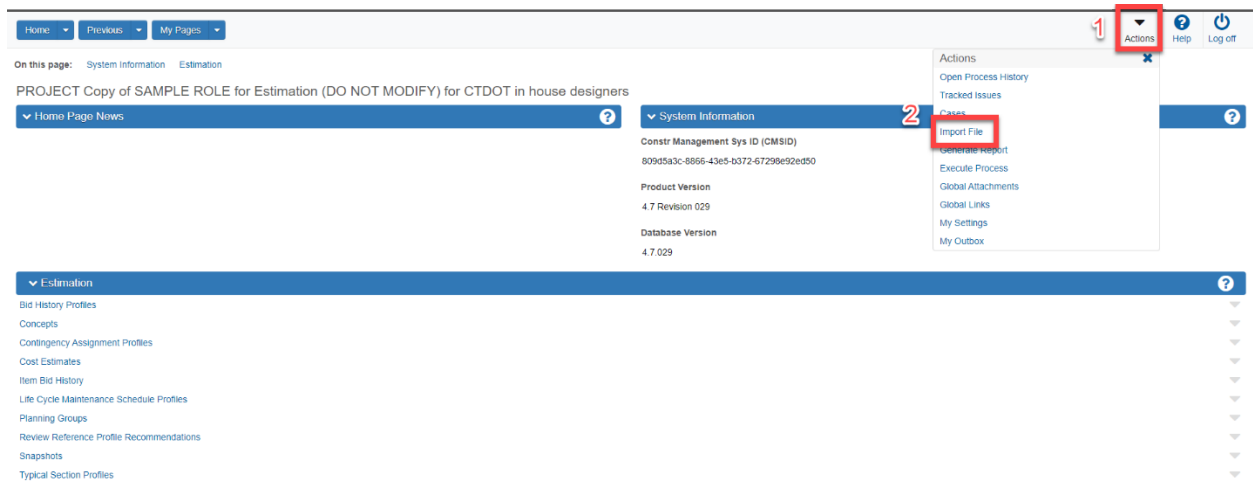 Home Previous My Pages
1
Actions Help Log off
On this page: System Information Estimation
PROJECT Copy of SAMPLE ROLE for Estimation (DO NOT MODIFY) for CTDOT in house designers
Home Page News
System Information
Constr Management Sys ID (CMSID)
809d5a3c-8866-43e5-b372-67298e92ed50
Product Version
4.7 Revision 029
Database Version
4.7.029
Actions
Open Process History
Tracked Issues
Cases
2
Import File
Generate Report
Execute Process
Global Attachments
Global Links
My Settings
My Outbox
Estimation
Bid History Profiles
Concepts
Contingency Assignment Profiles
Cost Estimates
Item Bid History
Life Cycle Maintenance Schedule Profiles
Planning Groups
Review Reference Profile Recommendations
Snapshots
Typical Section Profiles